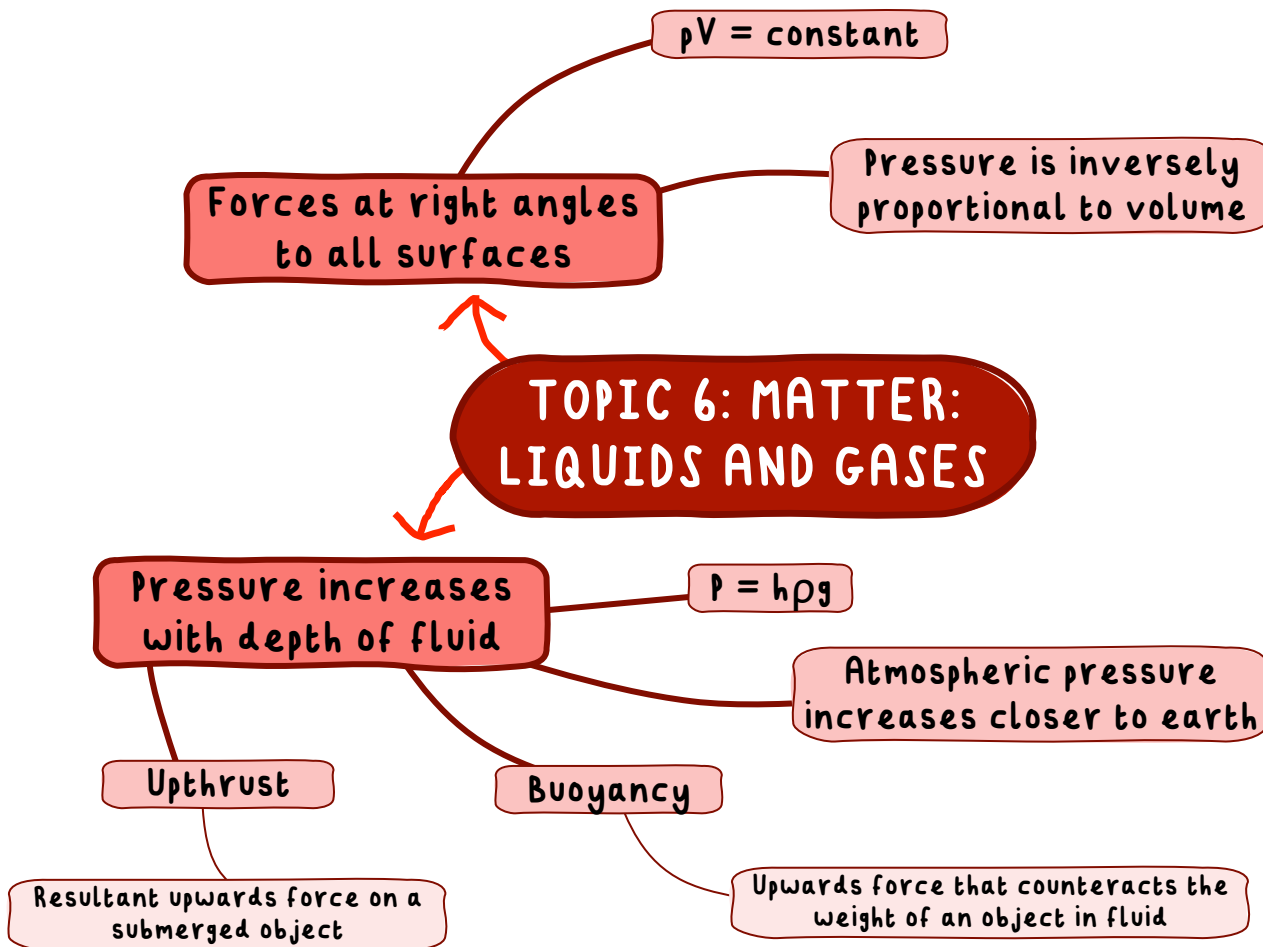 pV = constant
Pressure is inversely
proportional to volume
Forces at right angles
to all surfaces
TOPIC 6: MATTER:
LIQUIDS AND GASES
Pressure increases
with depth of fluid
P = hρg
Atmospheric pressure
increases closer to earth
Upthrust
Buoyancy
Resultant upwards force on a
submerged object
Upwards force that counteracts the
weight of an object in fluid